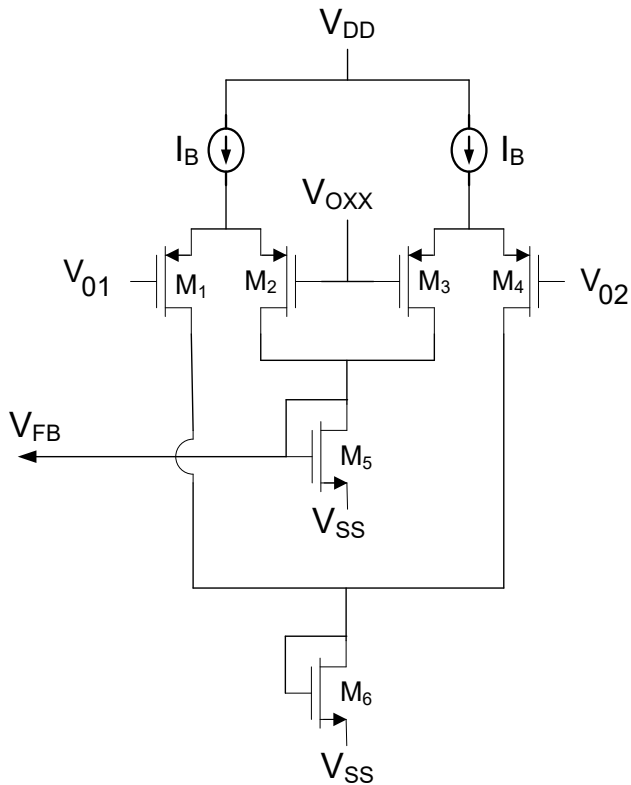 V_DD
I_B
I_B
V_OXX
V_01
M_1
M_2
M_3
M_4
V_02
V_FB
M_5
V_SS
M_6
V_SS